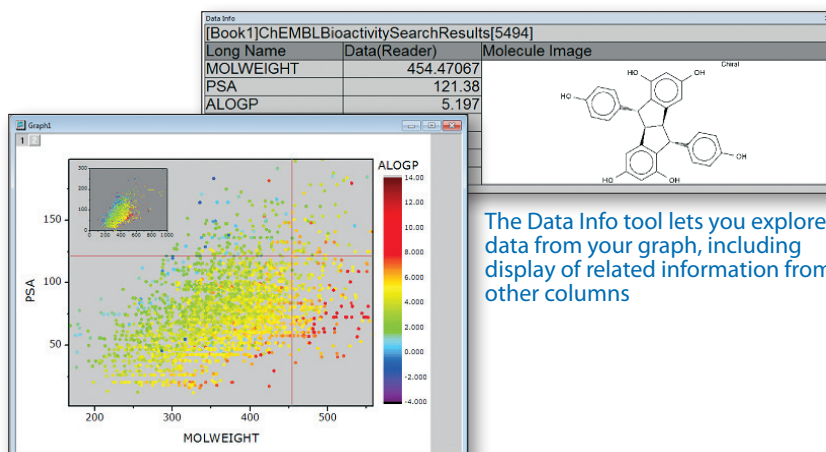 Data Info
[Book1]ChEMBLBioactivitySearchResults[5494]
Long Name Data(Reader) Molecule Image
MOLWEIGHT 454.47067
PSA 121.38
ALOGP 5.197
Chiral
HO OH
HO
OH
HO OH
Graph1
1 2
ALOGP
14.00
10.00
8.000
6.000
4.000
2.000
0.000
-2.000
-4.000
300
200
100
0
0 200 400 600 800 1000
150
100
50
PSA
200 300 400 500
MOLWEIGHT
The Data Info tool lets you explore
data from your graph, including
display of related information from
other columns